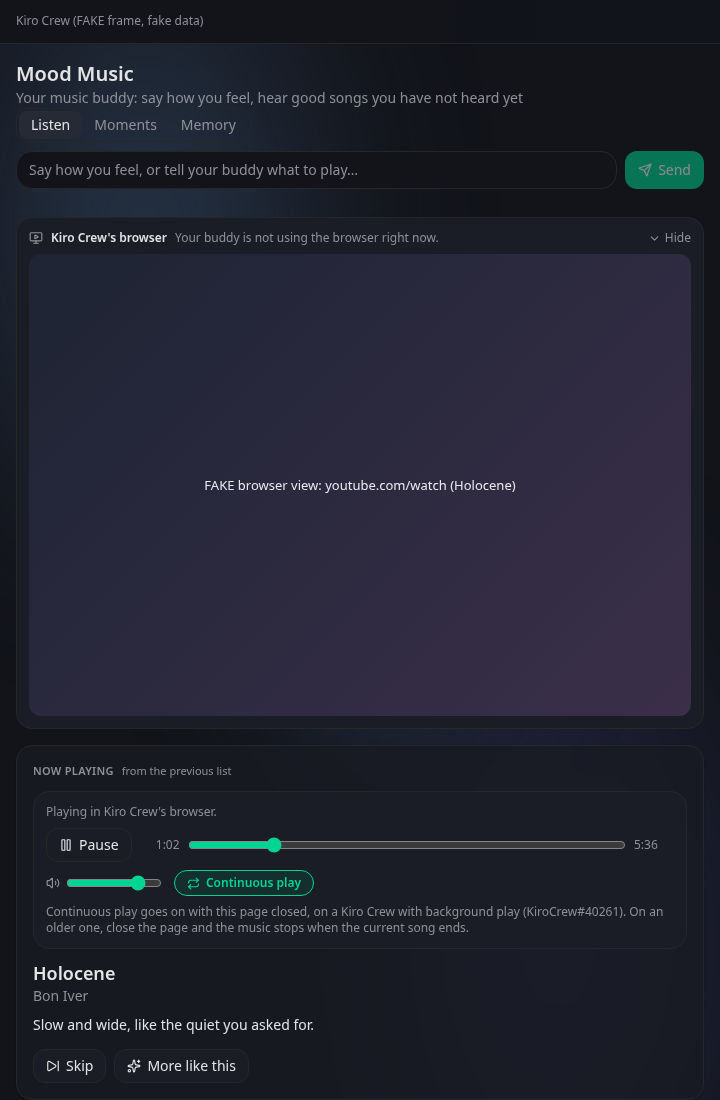 Kiro Crew (FAKE frame, fake data)
Mood Music
Your music buddy: say how you feel, hear good songs you have not heard yet
Listen Moments Memory
Say how you feel, or tell your buddy what to play... Send
Kiro Crew's browser Your buddy is not using the browser right now. Hide
FAKE browser view: youtube.com/watch (Holocene)
NOW PLAYING from the previous list
Playing in Kiro Crew's browser.
Pause 1:02 5:36
Continuous play
Continuous play goes on with this page closed, on a Kiro Crew with background play (KiroCrew#40261). On an
older one, close the page and the music stops when the current song ends.
Holocene
Bon Iver
Slow and wide, like the quiet you asked for.
Skip More like this